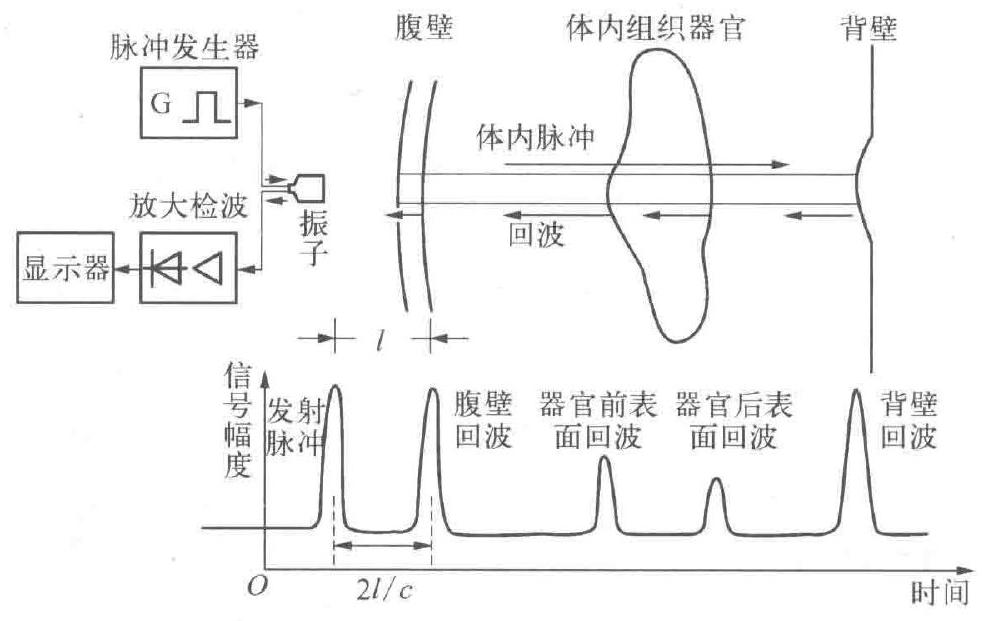 脉冲发生器
腹壁
体内组织器官
背壁
G
体内脉冲
放大检波
振子
回波
显示器
l
信号幅度
发射
脉冲
腹壁
回波
器官前表
面回波
器官后表
面回波
背壁
回波
O
2l/c
时间